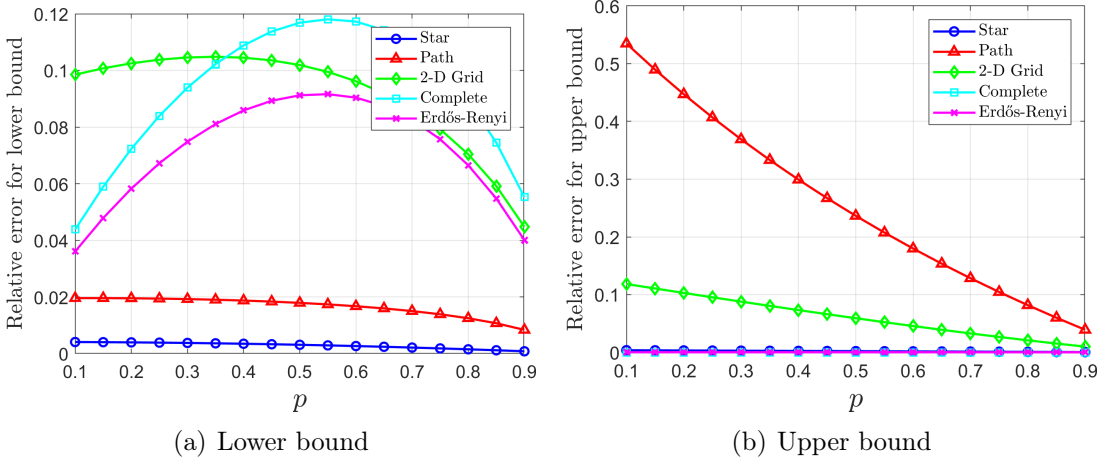 Relative error for lower bound
0.12
0.1
0.08
0.06
0.04
0.02
0
Star
Path
2-D Grid
Complete
Erdős-Renyi
0.1 0.2 0.3 0.4 0.5 0.6 0.7 0.8 0.9
p
(a) Lower bound
Relative error for upper bound
0.6
0.5
0.4
0.3
0.2
0.1
0
Star
Path
2-D Grid
Complete
Erdős-Renyi
0.1 0.2 0.3 0.4 0.5 0.6 0.7 0.8 0.9
p
(b) Upper bound